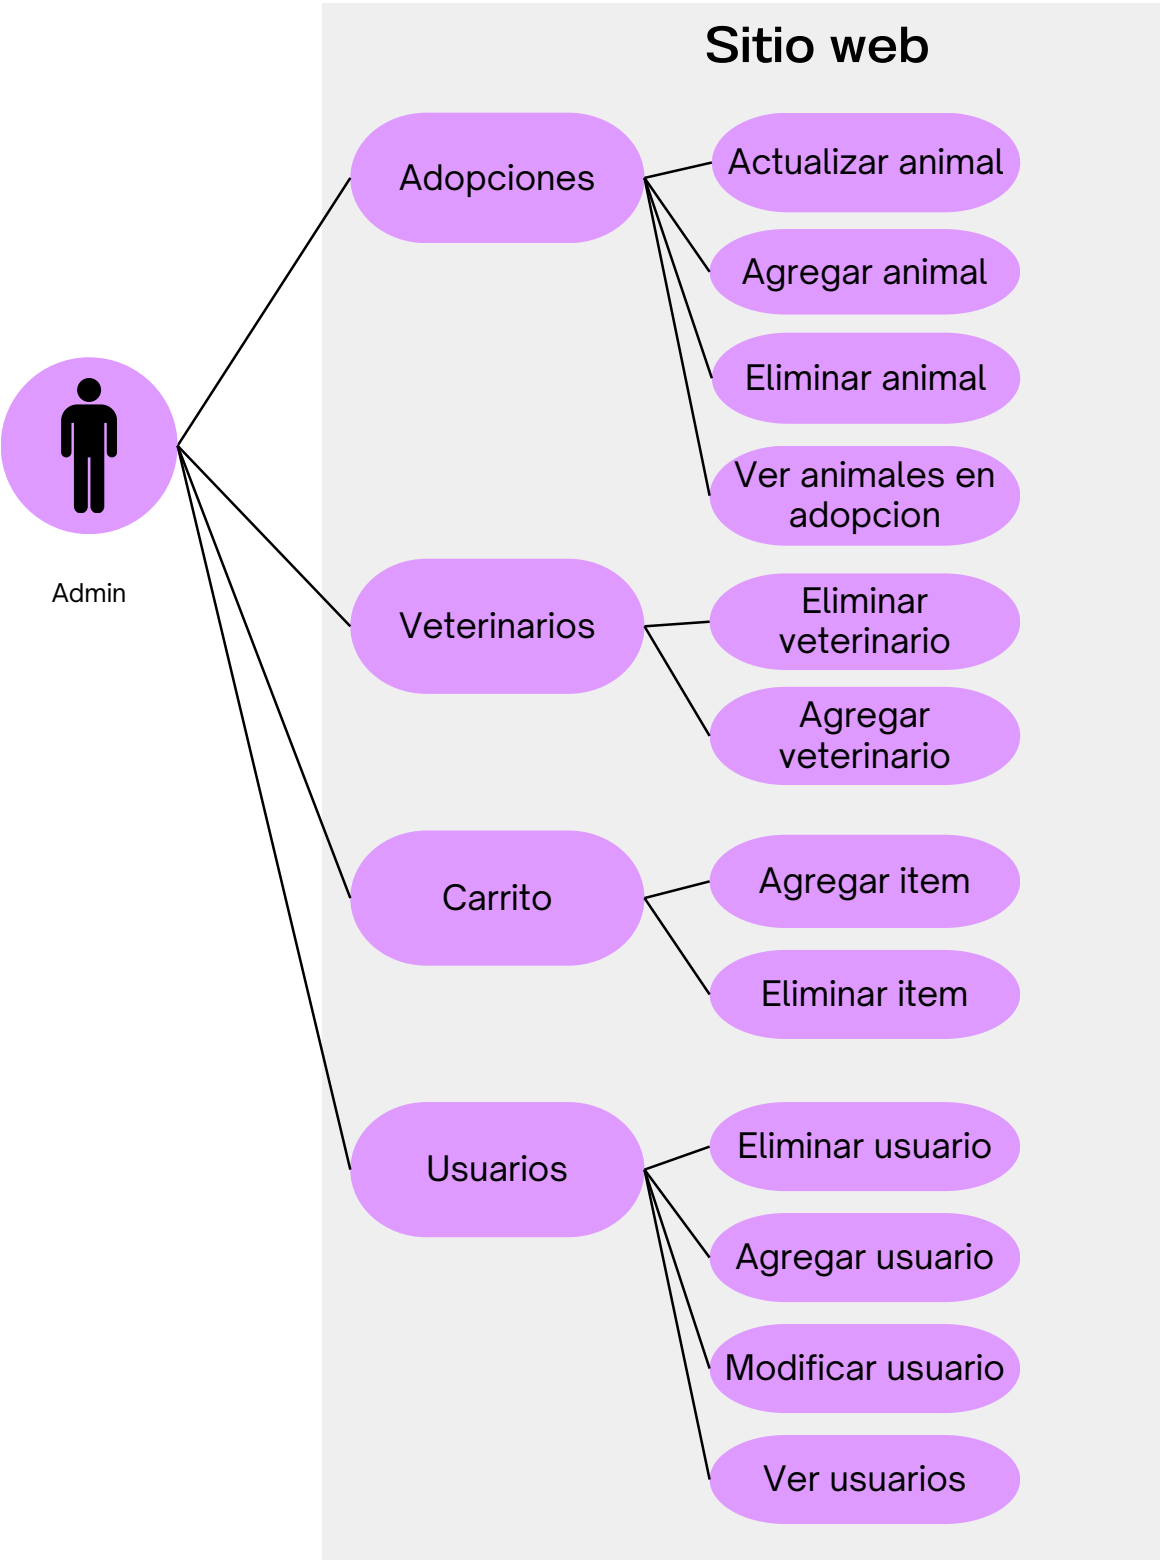 Sitio web
Adopciones
Actualizar animal
Agregar animal
Eliminar animal
Ver animales en
adopcion
Admin
Veterinarios
Eliminar
veterinario
Agregar
veterinario
Carrito
Agregar item
Eliminar item
Usuarios
Eliminar usuario
Agregar usuario
Modificar usuario
Ver usuarios